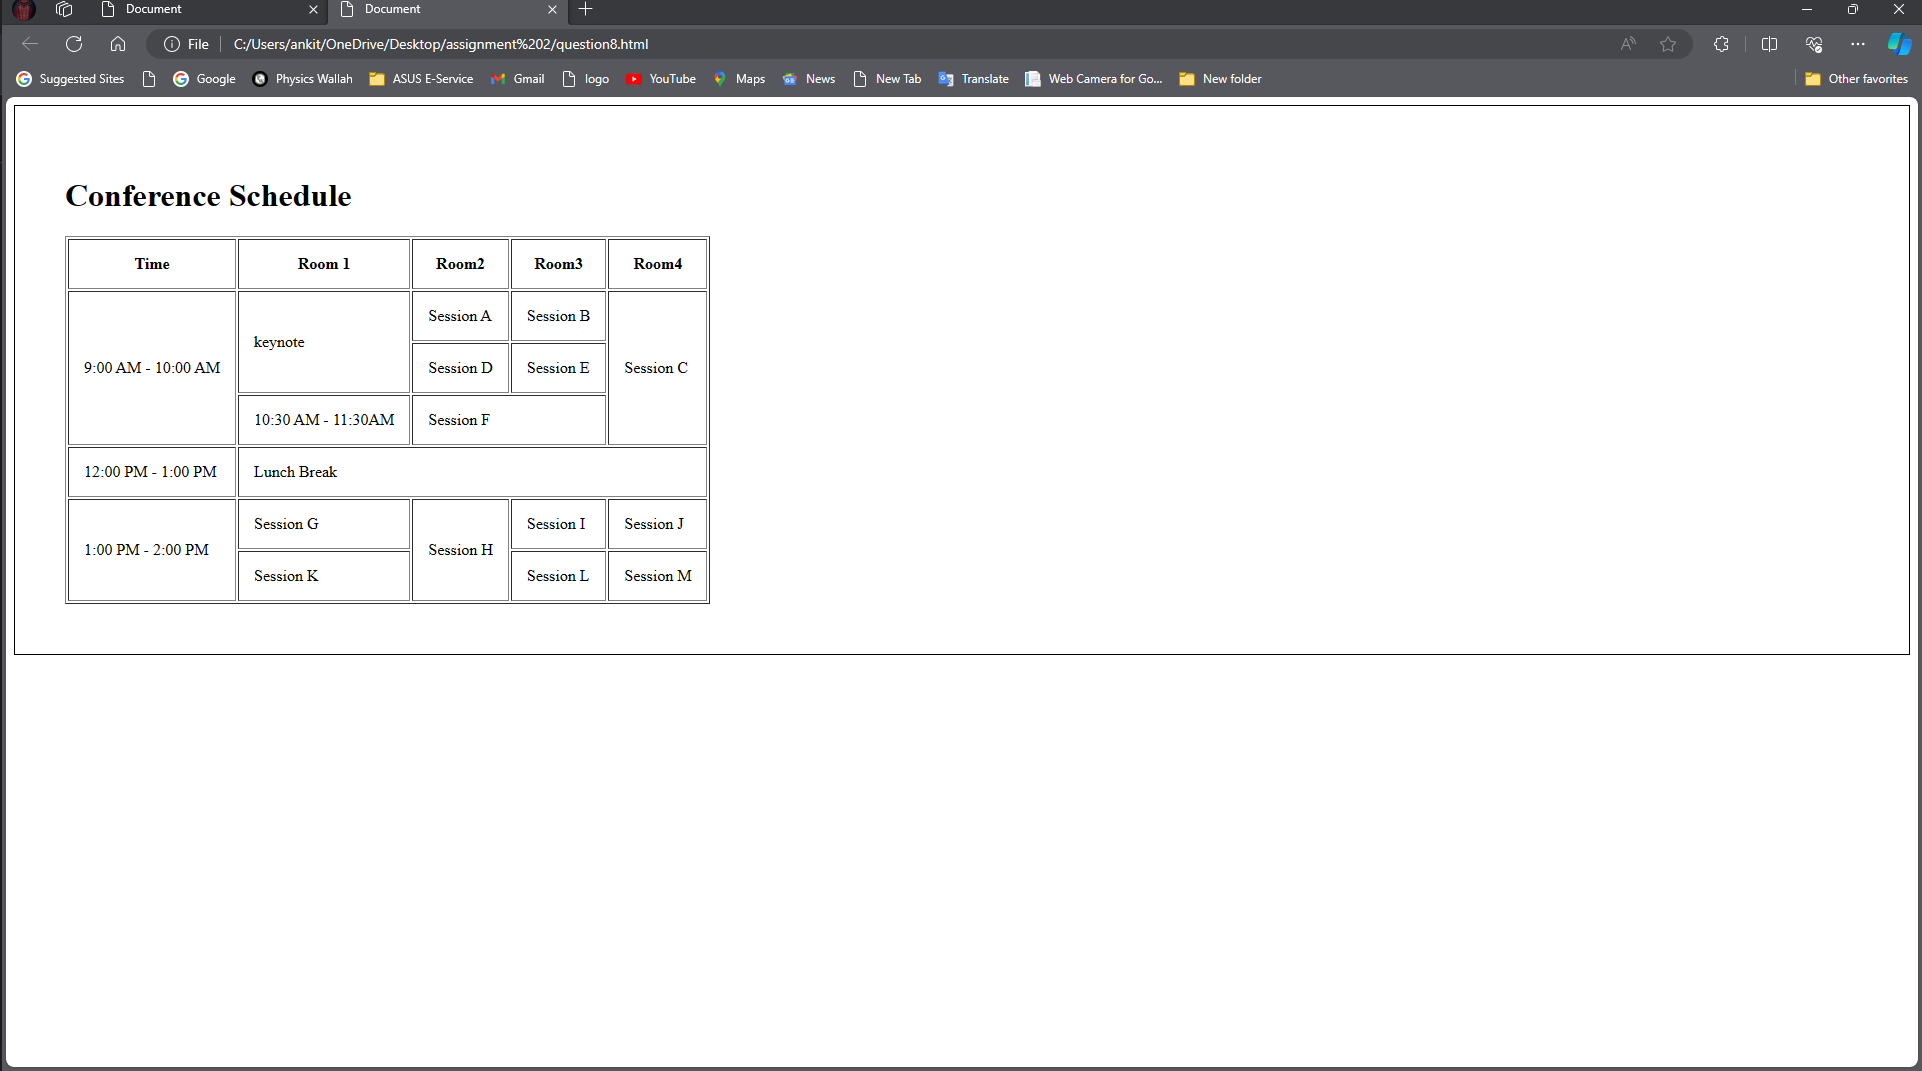 Document
Document
File
C:/Users/ankit/OneDrive/Desktop/assignment%202/question8.html
Suggested Sites
Google
Physics Wallah
ASUS E-Service
Gmail
logo
YouTube
Maps
News
New Tab
Translate
Web Camera for Go...
New folder
Other favorites
Conference Schedule
Time Room 1 Room2 Room3 Room4
9:00 AM - 10:00 AM keynote Session A Session B Session C
Session D Session E
10:30 AM - 11:30AM Session F
12:00 PM - 1:00 PM Lunch Break
1:00 PM - 2:00 PM Session G Session H Session I Session J
Session K Session L Session M